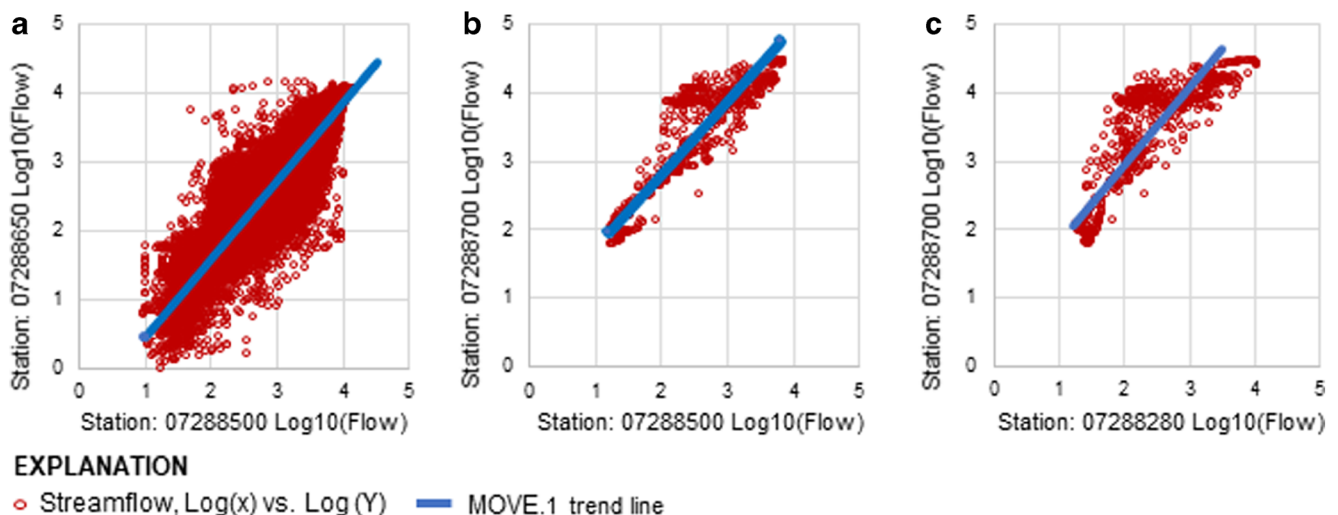 a
5
4
3
2
1
0
0 1 2 3 4 5
Station: 07288650 Log10(Flow)
Station: 07288500 Log10(Flow)
b
5
4
3
2
1
0
0 1 2 3 4 5
Station: 07288700 Log10(Flow)
Station: 07288500 Log10(Flow)
c
5
4
3
2
1
0
0 1 2 3 4 5
Station: 07288700 Log10(Flow)
Station: 07288280 Log10(Flow)
EXPLANATION
Streamflow, Log(x) vs. Log (Y)
MOVE.1 trend line